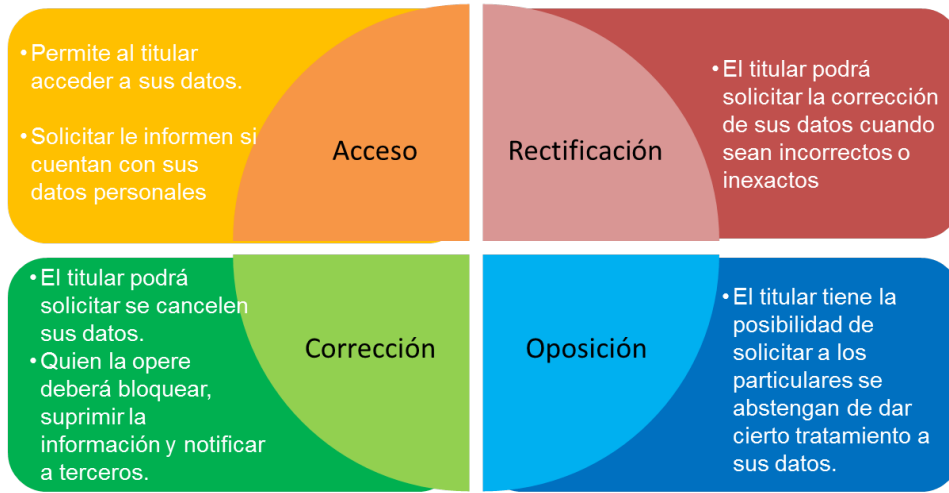 • Permite al titular
acceder a sus datos.
• Solicitar le informen si
cuentan con sus
datos personales
Acceso
Rectificación
• El titular podrá
solicitar la corrección
de sus datos cuando
sean incorrectos o
inexactos
• El titular podrá
solicitar se cancelen
sus datos.
• Quien la opere
deberá bloquear,
suprimir la
información y notificar
a terceros.
Corrección
Oposición
• El titular tiene la
posibilidad de
solicitar a los
particulares se
abstengan de dar
cierto tratamiento a
sus datos.